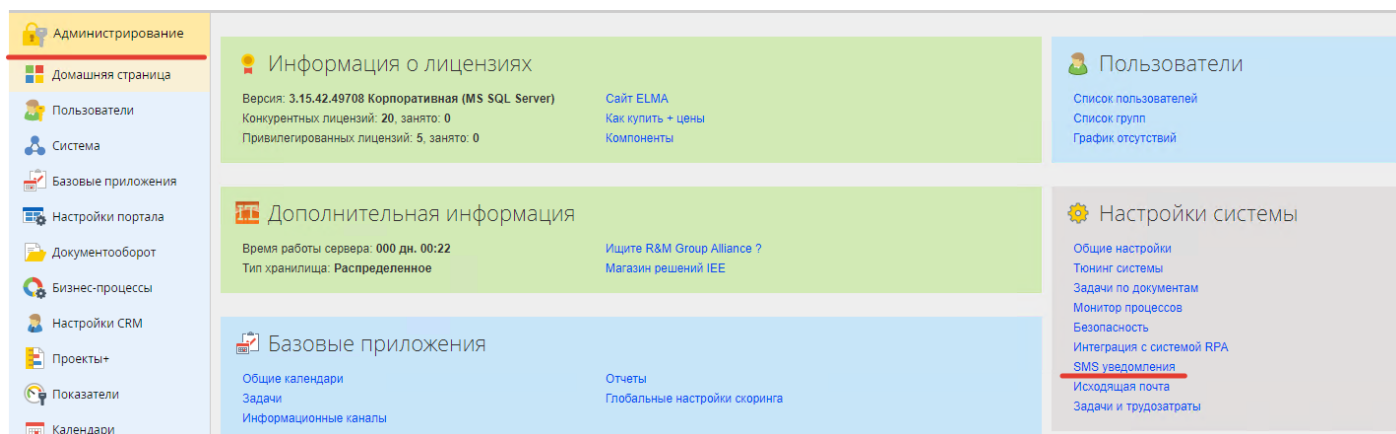 Администрирование
Домашняя страница
Пользователи
Система
Базовые приложения
Настройки портала
Документооборот
Бизнес-процессы
Настройки CRM
Проекты+
Показатели
Календари
Информация о лицензиях
Версия: 3.15.42.49708 Корпоративная (MS SQL Server)
Сайт ELMA
Конкурентных лицензий: 20, занято: 0
Как купить + цены
Привилегированных лицензий: 5, занято: 0
Компоненты
Пользователи
Список пользователей
Список групп
График отсутствий
Дополнительная информация
Время работы сервера: 000 дн. 00:22
Ищите R&M Group Alliance ?
Тип хранилища: Распределенное
Магазин решений IEE
Настройки системы
Общие настройки
Тюнинг системы
Задачи по документам
Монитор процессов
Безопасность
Интеграция с системой RPA
SMS уведомления
Исходящая почта
Задачи и трудозатраты
Базовые приложения
Общие календари
Отчеты
Задачи
Глобальные настройки скоринга
Информационные каналы